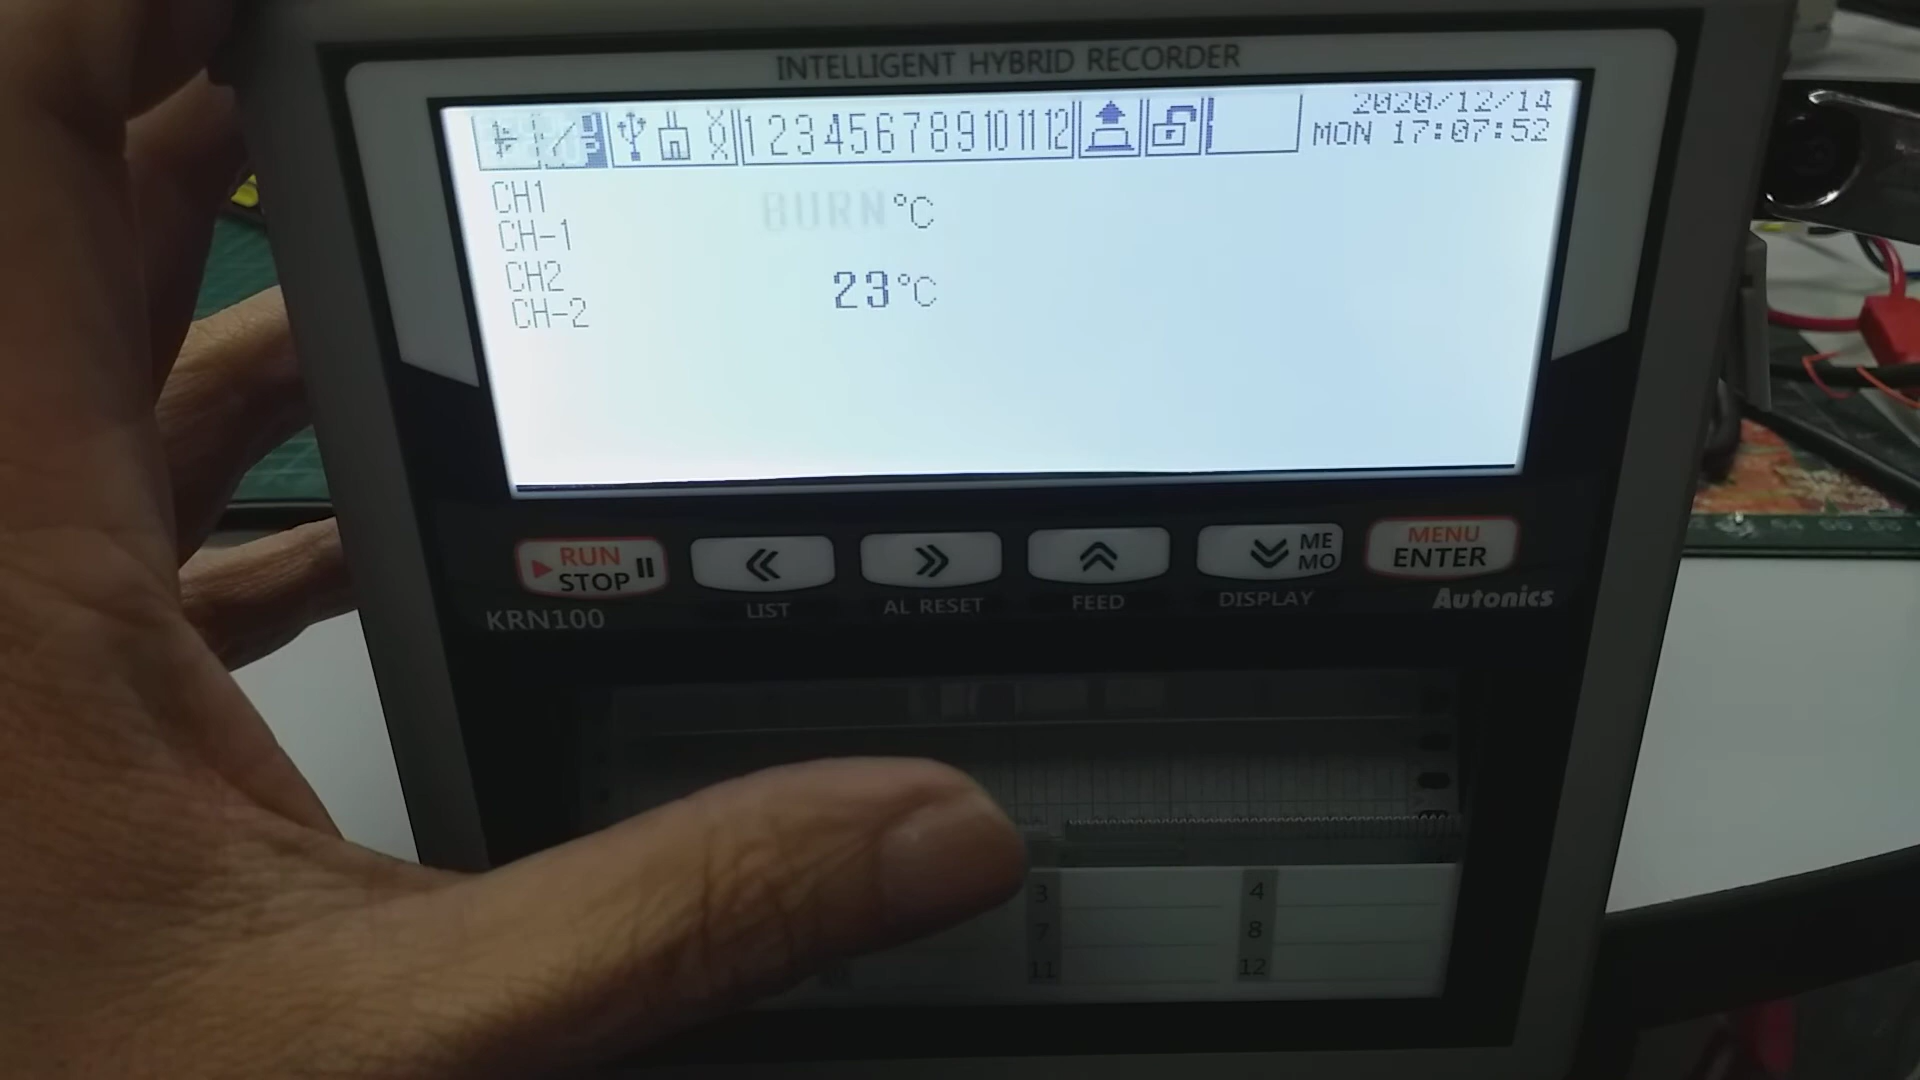 INTELLIGENT HYBRID RECORDER
1 2 3 4 5 6 7 8 9 10 11 12
2020/12/14
MON 17:07:52
CH1
BURN °C
CH-1
CH2
23 °C
CH-2
RUN
STOP
ME
MO
MENU
ENTER
KRN100
LIST
AL RESET
FEED
DISPLAY
Autonics
3
4
7
8
11
12